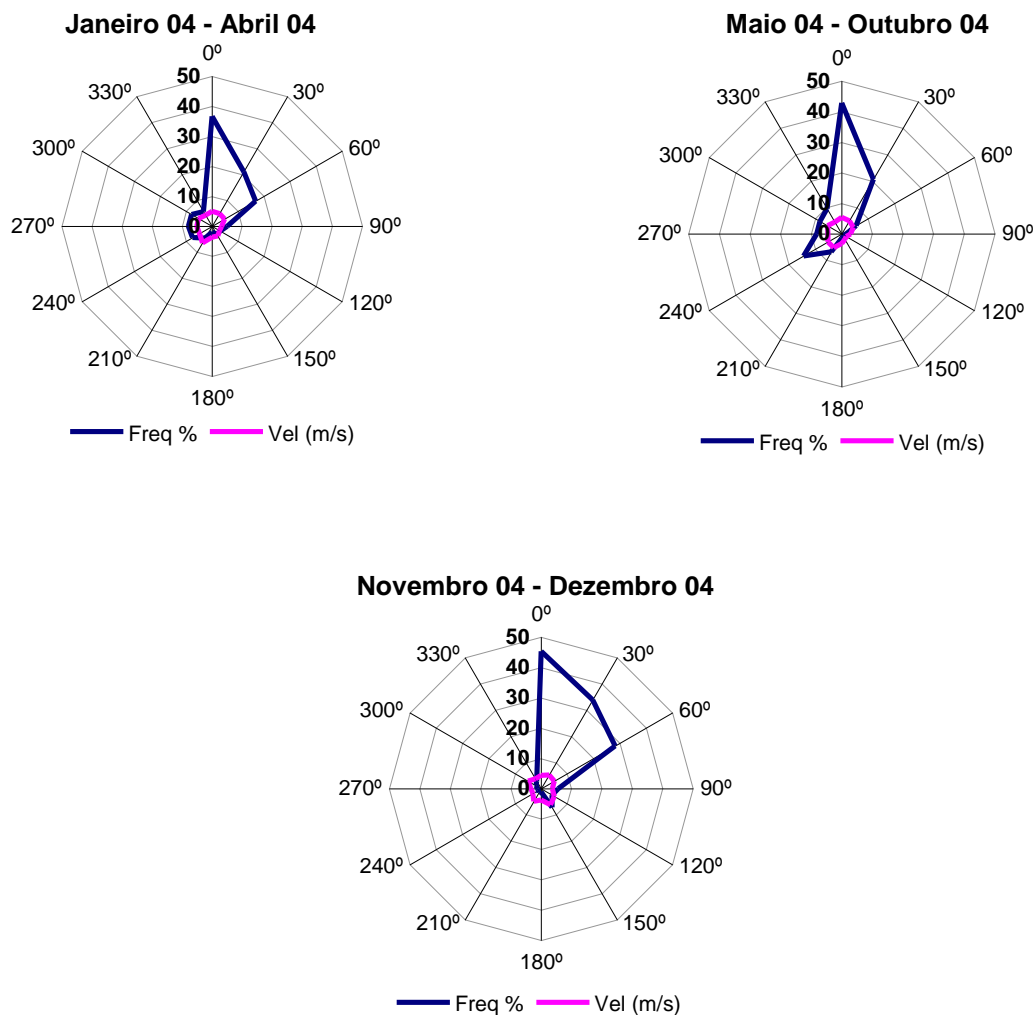 Janeiro 04 - Abril 04
0º
30º
60º
90º
120º
150º
180º
210º
240º
270º
300º
330º
50
40
30
20
10
0
Freq % Vel (m/s)
Maio 04 - Outubro 04
0º
30º
60º
90º
120º
150º
180º
210º
240º
270º
300º
330º
50
40
30
20
10
0
Freq % Vel (m/s)
Novembro 04 - Dezembro 04
0º
30º
60º
90º
120º
150º
180º
210º
240º
270º
300º
330º
50
40
30
20
10
0
Freq % Vel (m/s)